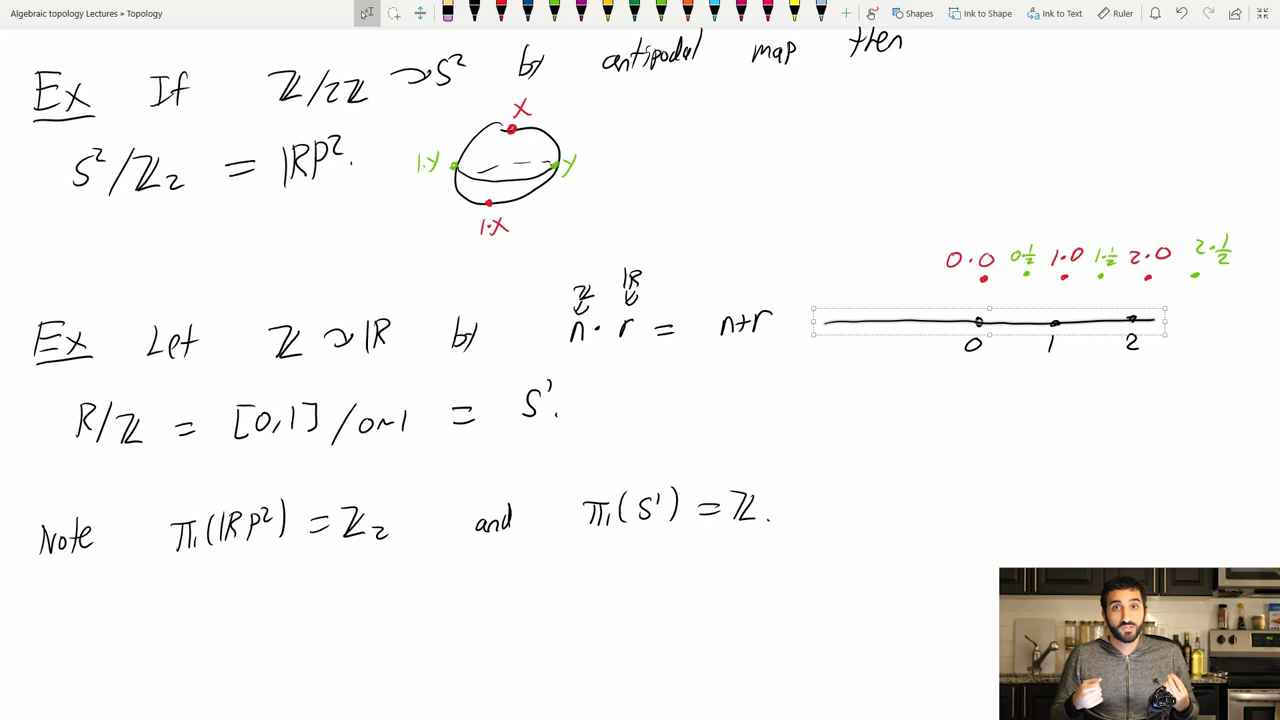 Algebraic topology Lectures - Topology
Shapes Ink to Shape Ink to Text Ruler
Ex If ℤ/2ℤ ↷ S² by antipodal map then
x
1·y y
S²/ℤ₂ = ℝP².
1·x
0·0 0·½ 1·0 1·½ 2·0 2·½
ℤ ℝ
Ex Let ℤ ↷ ℝ by n · r = n+r
0 1 2
R/ℤ = [0,1]/0~1 = S¹.
Note π₁(ℝP²) = ℤ₂ and π₁(S¹) = ℤ.